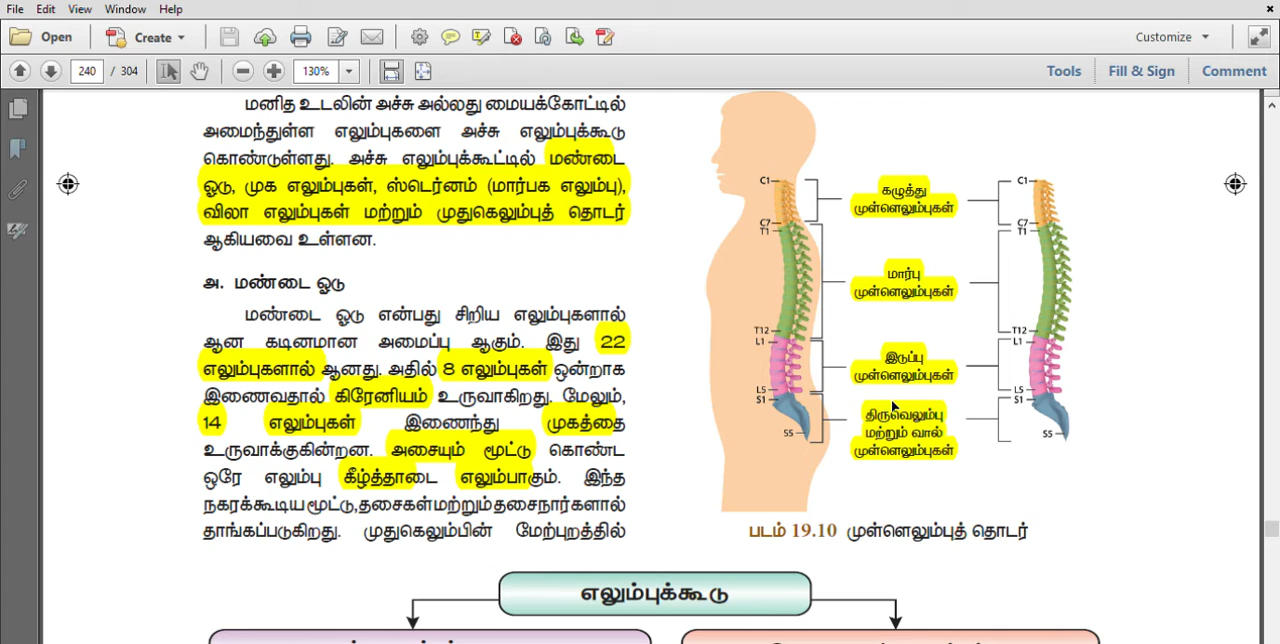 File Edit View Window Help
Open Create Customize
240 / 304 130% Tools Fill & Sign Comment
மனித உடலின் அச்சு அல்லது மையக்கோட்டில்
அமைந்துள்ள எலும்புகளை அச்சு எலும்புக்கூடு
கொண்டுள்ளது. அச்சு எலும்புக்கூட்டில் மண்டை
ஓடு, முக எலும்புகள், ஸ்டெர்னம் (மார்பக எலும்பு),
விலா எலும்புகள் மற்றும் முதுகெலும்புத் தொடர்
ஆகியவை உள்ளன.
அ. மண்டை ஓடு
மண்டை ஓடு என்பது சிறிய எலும்புகளால்
ஆன கடினமான அமைப்பு ஆகும். இது 22
எலும்புகளால் ஆனது. அதில் 8 எலும்புகள் ஒன்றாக
இணைவதால் கிரேனியம் உருவாகிறது. மேலும்,
14 எலும்புகள் இணைந்து முகத்தை
உருவாக்குகின்றன. அசையும் மூட்டு கொண்ட
ஒரே எலும்பு கீழ்த்தாடை எலும்பாகும். இந்த
நகரக்கூடிய மூட்டு,தசைகள்மற்றும்தசைநார்களால்
தாங்கப்படுகிறது. முதுகெலும்பின் மேற்புறத்தில்
C1
C7
T1
T12
L1
L5
S1
S5
கழுத்து
முள்ளெலும்புகள்
மார்பு
முள்ளெலும்புகள்
இடுப்பு
முள்ளெலும்புகள்
திருவெலும்பு
மற்றும் வால்
முள்ளெலும்புகள்
C1
C7
T1
T12
L1
L5
S1
S5
படம் 19.10 முள்ளெலும்புத் தொடர்
எலும்புக்கூடு